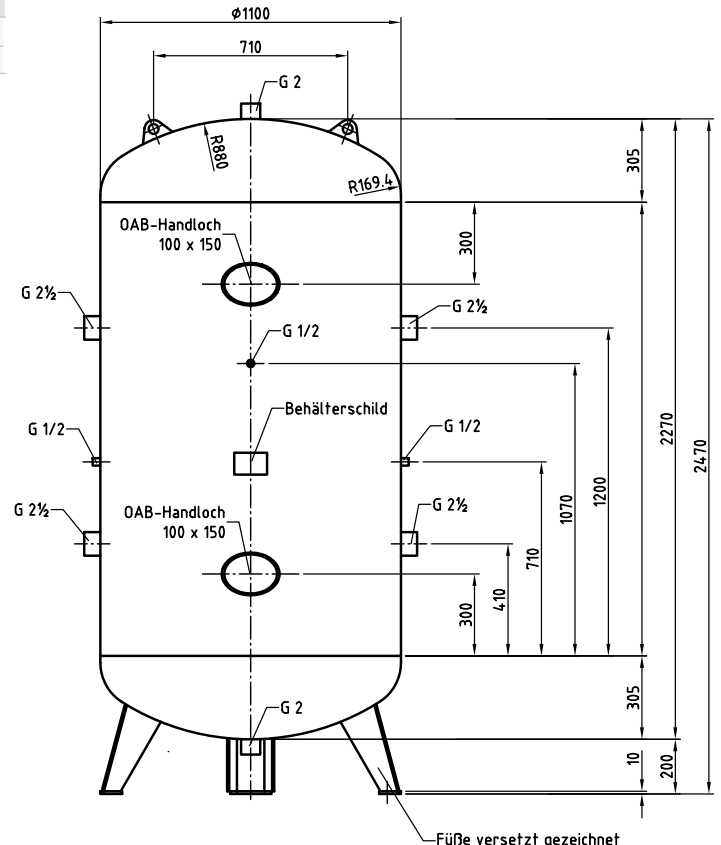 ⌀1100
710
G 2
R880
R169.4
305
OAB-Handloch
100 x 150
300
G 2½
G 2½
G 1/2
Behälterschild
G 1/2
G 1/2
2270
2470
1200
1070
G 2½
G 2½
OAB-Handloch
100 x 150
710
410
300
305
G 2
10
200
Füße versetzt gezeichnet